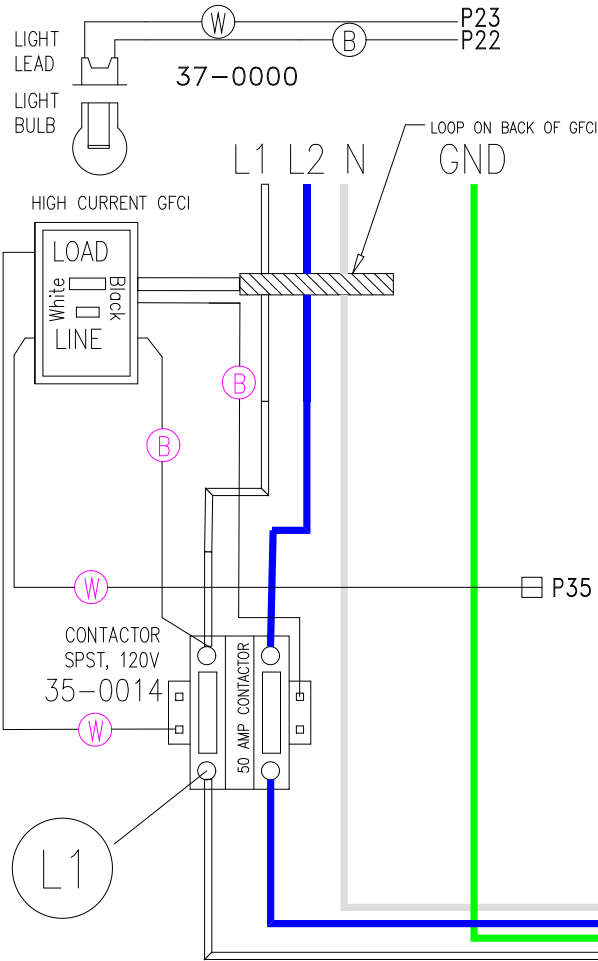 W
P23
LIGHT
LEAD
B
P22
37-0000
LIGHT
BULB
LOOP ON BACK OF GFCI
L1 L2 N GND
HIGH CURRENT GFCI
LOAD
White
Black
LINE
B
B
W
P35
CONTACTOR
SPST, 120V
35-0014
50 AMP CONTACTOR
W
L1